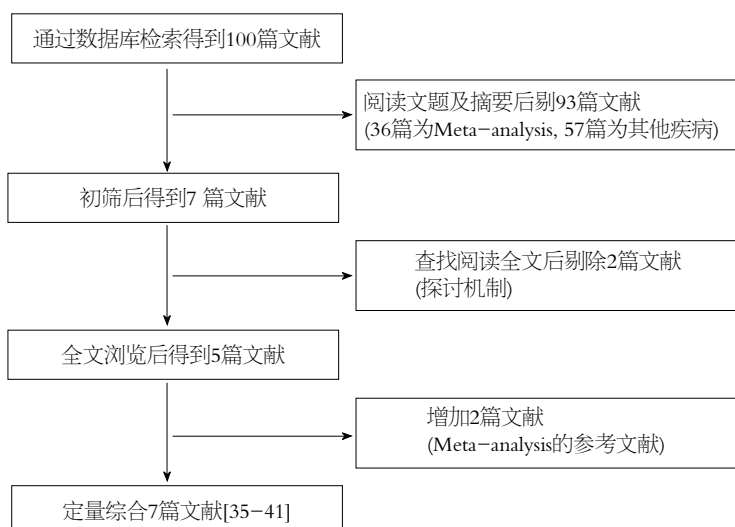 通过数据库检索得到100篇文献
阅读文题及摘要后剔93篇文献
(36篇为Meta-analysis, 57篇为其他疾病)
初筛后得到7 篇文献
查找阅读全文后剔除2篇文献
(探讨机制)
全文浏览后得到5篇文献
增加2篇文献
(Meta-analysis的参考文献)
定量综合7篇文献[35-41]